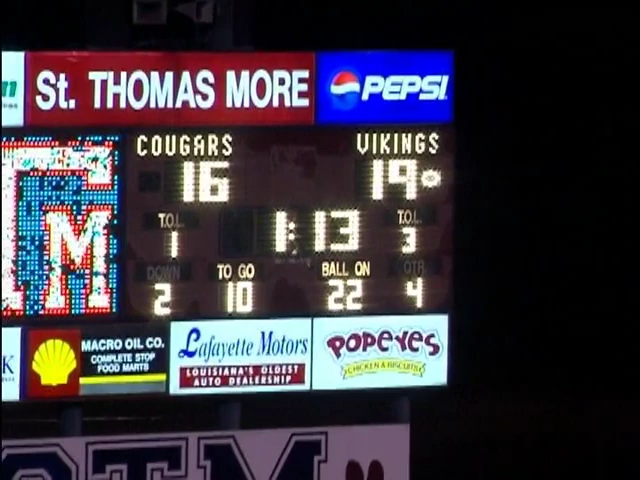 St. THOMAS MORE
PEPSI
COUGARS VIKINGS
16 19
T.O.L. 1:13 T.O.L.
1 3
DOWN TO GO BALL ON QTR
2 10 22 4
TM
MACRO OIL CO.
COMPLETE STOP
FOOD MARTS
Lafayette Motors
LOUISIANA'S OLDEST
AUTO DEALERSHIP
POPEYES
CHICKEN & BISCUITS
STM